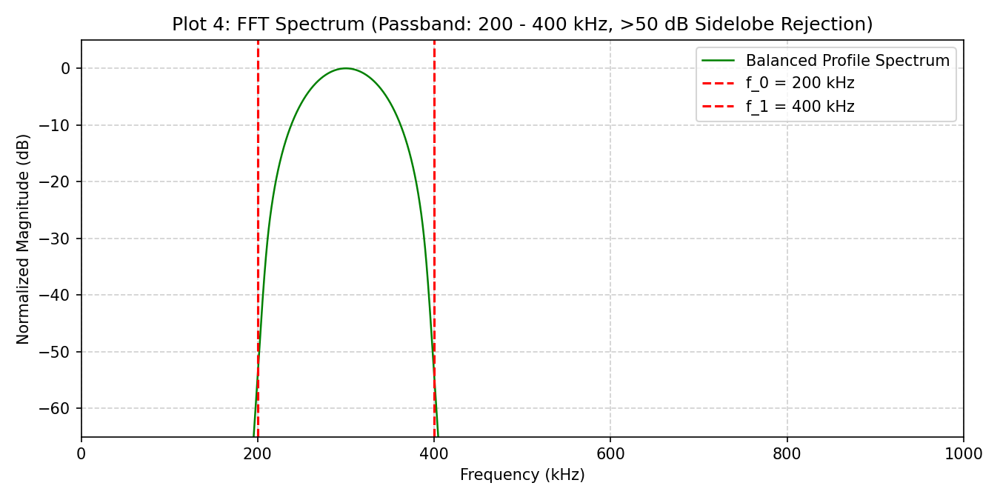 Plot 4: FFT Spectrum (Passband: 200 - 400 kHz, >50 dB Sidelobe Rejection)
Balanced Profile Spectrum
f_0 = 200 kHz
f_1 = 400 kHz
Normalized Magnitude (dB)
0
−10
−20
−30
−40
−50
−60
0
200
400
600
800
1000
Frequency (kHz)